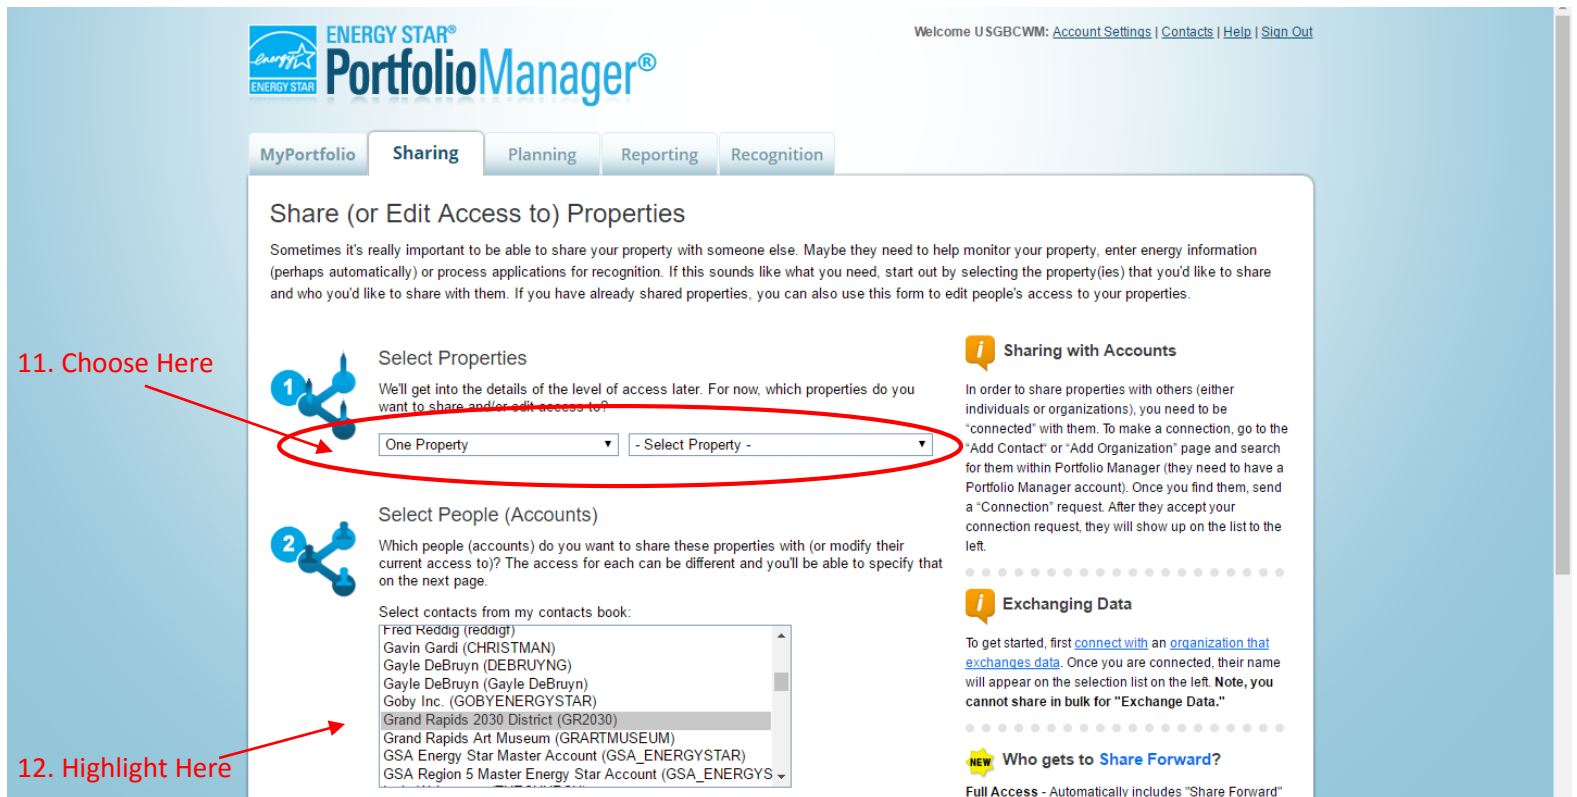 ENERGY STAR®
PortfolioManager®
energy
ENERGY STAR
Welcome USGBCWM: Account Settings | Contacts | Help | Sign Out
MyPortfolio
Sharing
Planning
Reporting
Recognition
Share (or Edit Access to) Properties
Sometimes it's really important to be able to share your property with someone else. Maybe they need to help monitor your property, enter energy information
(perhaps automatically) or process applications for recognition. If this sounds like what you need, start out by selecting the property(ies) that you'd like to share
and who you'd like to share with them. If you have already shared properties, you can also use this form to edit people's access to your properties.
11. Choose Here
1
Select Properties
We'll get into the details of the level of access later. For now, which properties do you
want to share and/or edit access to?
One Property
- Select Property -
2
Select People (Accounts)
Which people (accounts) do you want to share these properties with (or modify their
current access to)? The access for each can be different and you'll be able to specify that
on the next page.
Select contacts from my contacts book:
Fred Reddig (reddigf)
Gavin Gardi (CHRISTMAN)
Gayle DeBruyn (DEBRUYNG)
Gayle DeBruyn (Gayle DeBruyn)
Goby Inc. (GOBYENERGYSTAR)
Grand Rapids 2030 District (GR2030)
Grand Rapids Art Museum (GRARTMUSEUM)
GSA Energy Star Master Account (GSA_ENERGYSTAR)
GSA Region 5 Master Energy Star Account (GSA_ENERGYS
12. Highlight Here
i
Sharing with Accounts
In order to share properties with others (either
individuals or organizations), you need to be
"connected" with them. To make a connection, go to the
"Add Contact" or "Add Organization" page and search
for them within Portfolio Manager (they need to have a
Portfolio Manager account). Once you find them, send
a "Connection" request. After they accept your
connection request, they will show up on the list to the
left.
i
Exchanging Data
To get started, first connect with an organization that
exchanges data. Once you are connected, their name
will appear on the selection list on the left. Note, you
cannot share in bulk for "Exchange Data."
NEW
Who gets to Share Forward?
Full Access - Automatically includes "Share Forward"